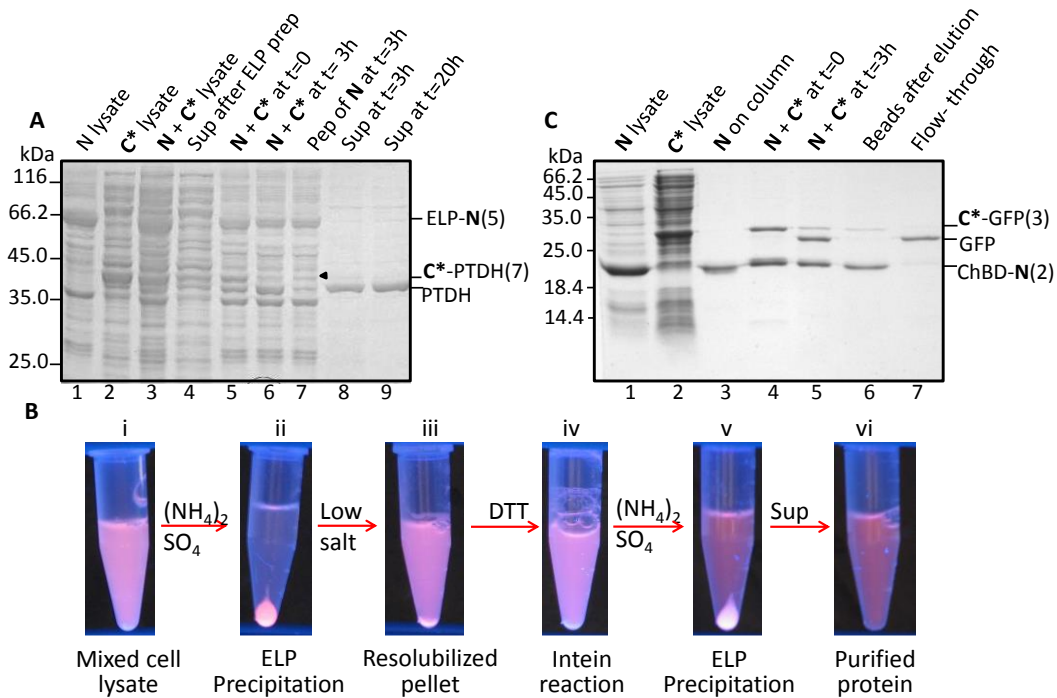 A
kDa
N lysate
C* lysate
N + C* lysate
Sup after ELP prep
N + C* at t=0
N + C* at t= 3h
Pep of N at t=3h
Sup at t=3h
Sup at t=20h
116
66.2
45.0
35.0
25.0
ELP-N(5)
C*-PTDH(7)
PTDH
1 2 3 4 5 6 7 8 9
C
kDa
N lysate
C* lysate
N on column
N + C* at t=0
N + C* at t=3h
Beads after elution
Flow- through
66.2
45.0
35.0
25.0
18.4
14.4
C*-GFP(3)
GFP
ChBD-N(2)
1 2 3 4 5 6 7
B
i ii iii iv v vi
(NH₄)₂
SO₄
Low
salt
DTT
(NH₄)₂
SO₄
Sup
Mixed cell
lysate
ELP
Precipitation
Resolubilized
pellet
Intein
reaction
ELP
Precipitation
Purified
protein